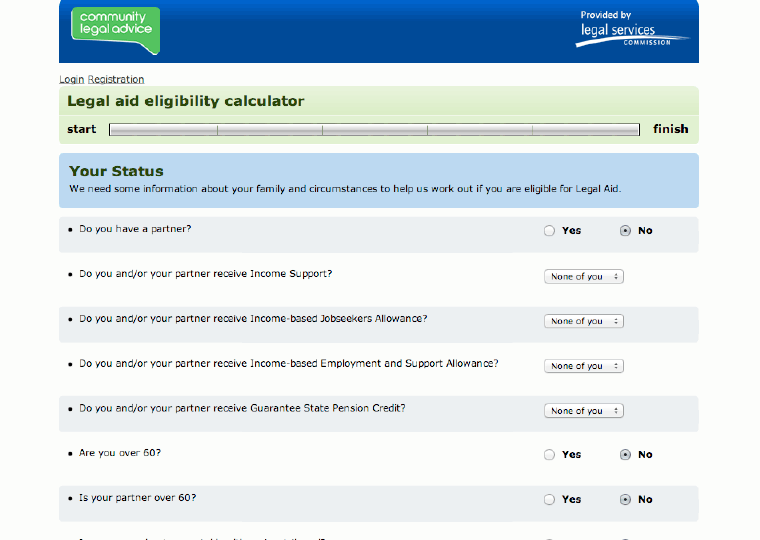 community
legal advice
Provided by
legal services
COMMISSION
Login Registration
Legal aid eligibility calculator
start finish
Your Status
We need some information about your family and circumstances to help us work out if you are eligible for Legal Aid.
• Do you have a partner? Yes No
• Do you and/or your partner receive Income Support? None of you
• Do you and/or your partner receive Income-based Jobseekers Allowance? None of you
• Do you and/or your partner receive Income-based Employment and Support Allowance? None of you
• Do you and/or your partner receive Guarantee State Pension Credit? None of you
• Are you over 60? Yes No
• Is your partner over 60? Yes No